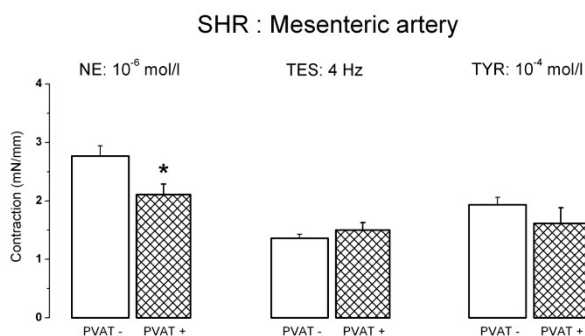 SHR : Mesenteric artery
NE: 10⁻⁶ mol/l
TES: 4 Hz
TYR: 10⁻⁴ mol/l
Contraction (mN/mm)
4
3
2
1
0
*
PVAT - PVAT +
PVAT - PVAT +
PVAT - PVAT +